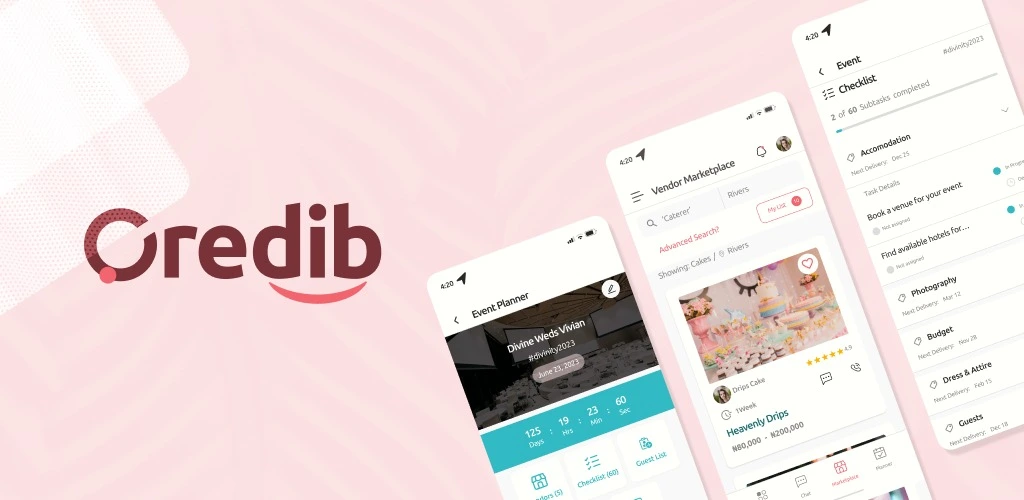 Oredib
4:20
Event Planner
Divine Weds Vivian
#divinity2023
June 23, 2023
125 : 19 : 23 : 60
Days Hrs Min Sec
Checklist (60)
Guest List
4:20
Vendor Marketplace
'Caterer'
Rivers
Advanced Search?
My List 10
Showing: Cakes / Rivers
4.9
Drips Cake
1Week
Heavenly Drips
₦80,000 - ₦200,000
Chat
Marketplace
Planner
4:20
Event
#divinity2023
Checklist
2 of 60 Subtasks completed
Accomodation
Next Delivery: Dec 25
Task Details
Book a venue for your event
Not assigned
Find available hotels for...
Not assigned
Photography
Next Delivery: Mar 12
Budget
Next Delivery: Nov 28
Dress & Attire
Next Delivery: Feb 15
Guests
Next Delivery: Dec 18